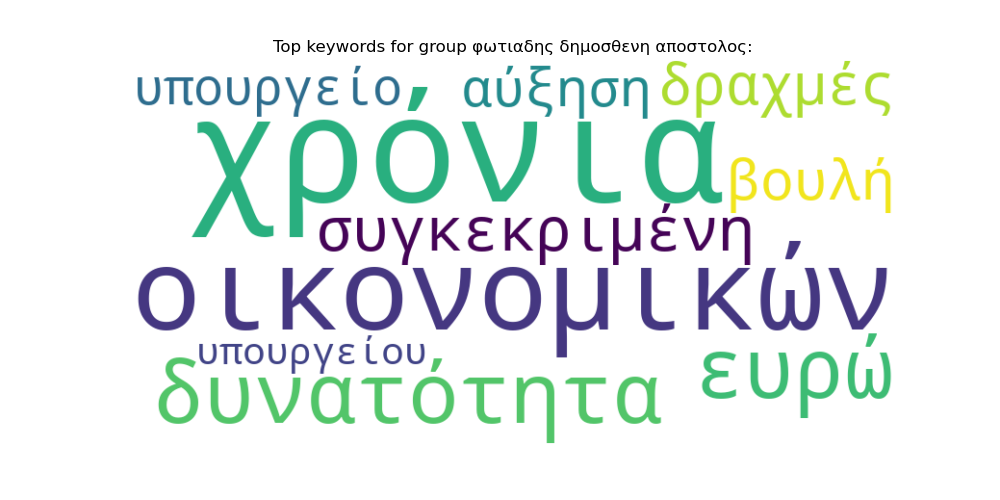 Top keywords for group φωτιαδης δημοσθενη αποστολος:
υπουργείο αύξηση δραχμές
χρόνια
βουλή
συγκεκριμένη
οικονομικών
υπουργείου
ευρώ
δυνατότητα